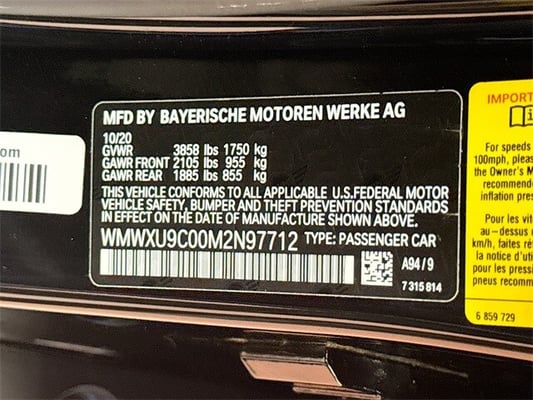 MFD BY BAYERISCHE MOTOREN WERKE AG
10/20
GVWR 3858 lbs 1750 kg
GAWR FRONT 2105 lbs 955 kg
GAWR REAR 1885 lbs 855 kg
THIS VEHICLE CONFORMS TO ALL APPLICABLE U.S.FEDERAL MOTOR
VEHICLE SAFETY, BUMPER AND THEFT PREVENTION STANDARDS
IN EFFECT ON THE DATE OF MANUFACTURE SHOWN ABOVE.
WMWXU9C00M2N97712 TYPE: PASSENGER CAR
A94/9
7 315 814
om
IMPORT
For speeds
100mph, pleas
the Owner's M
recommende
inflation pres
Pour les vit
au-dessus de
km/h, faites réf
la notice d'uti
pour les pressi
pneus recomm
6 859 729